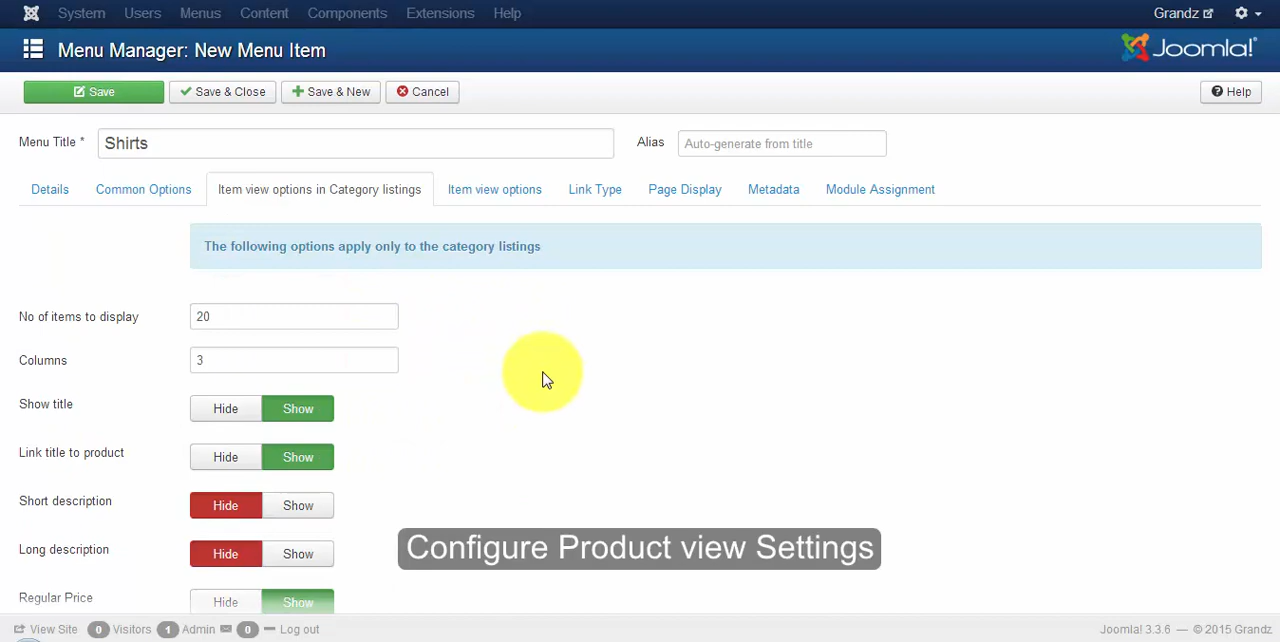 System Users Menus Content Components Extensions Help Grandz
Menu Manager: New Menu Item Joomla!
Save Save & Close Save & New Cancel Help
Menu Title * Shirts Alias Auto-generate from title
Details Common Options Item view options in Category listings Item view options Link Type Page Display Metadata Module Assignment
The following options apply only to the category listings
No of items to display 20
Columns 3
Show title Hide Show
Link title to product Hide Show
Short description Hide Show
Long description Hide Show
Configure Product view Settings
Regular Price Hide Show
View Site 0 Visitors 1 Admin 0 Log out Joomla! 3.3.6 — © 2015 Grandz